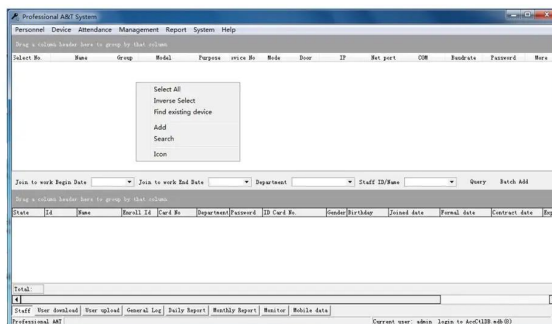 Professional A&T System
Personnel Device Attendance Management Report System Help
Drag a column header here to group by that column
Select No. Name Group Model Purpose rvice No Mode Door IP Net port COM Baudrate Password More
Select All
Inverse Select
Find existing device
Add
Search
Icon
Join to work Begin Date Join to work End Date Department Staff ID/Name Query Batch Add
Drag a column header here to group by that column
State Id Name Enroll Id Card No Department Password ID Card No. Gender Birthday Joined date Formal date Contract date Exp
Total:
Staff User download User upload General Log Daily Report Monthly Report Monitor Mobile data
Professional A&T Current user: admin login to AccCtlDB mdb(0)